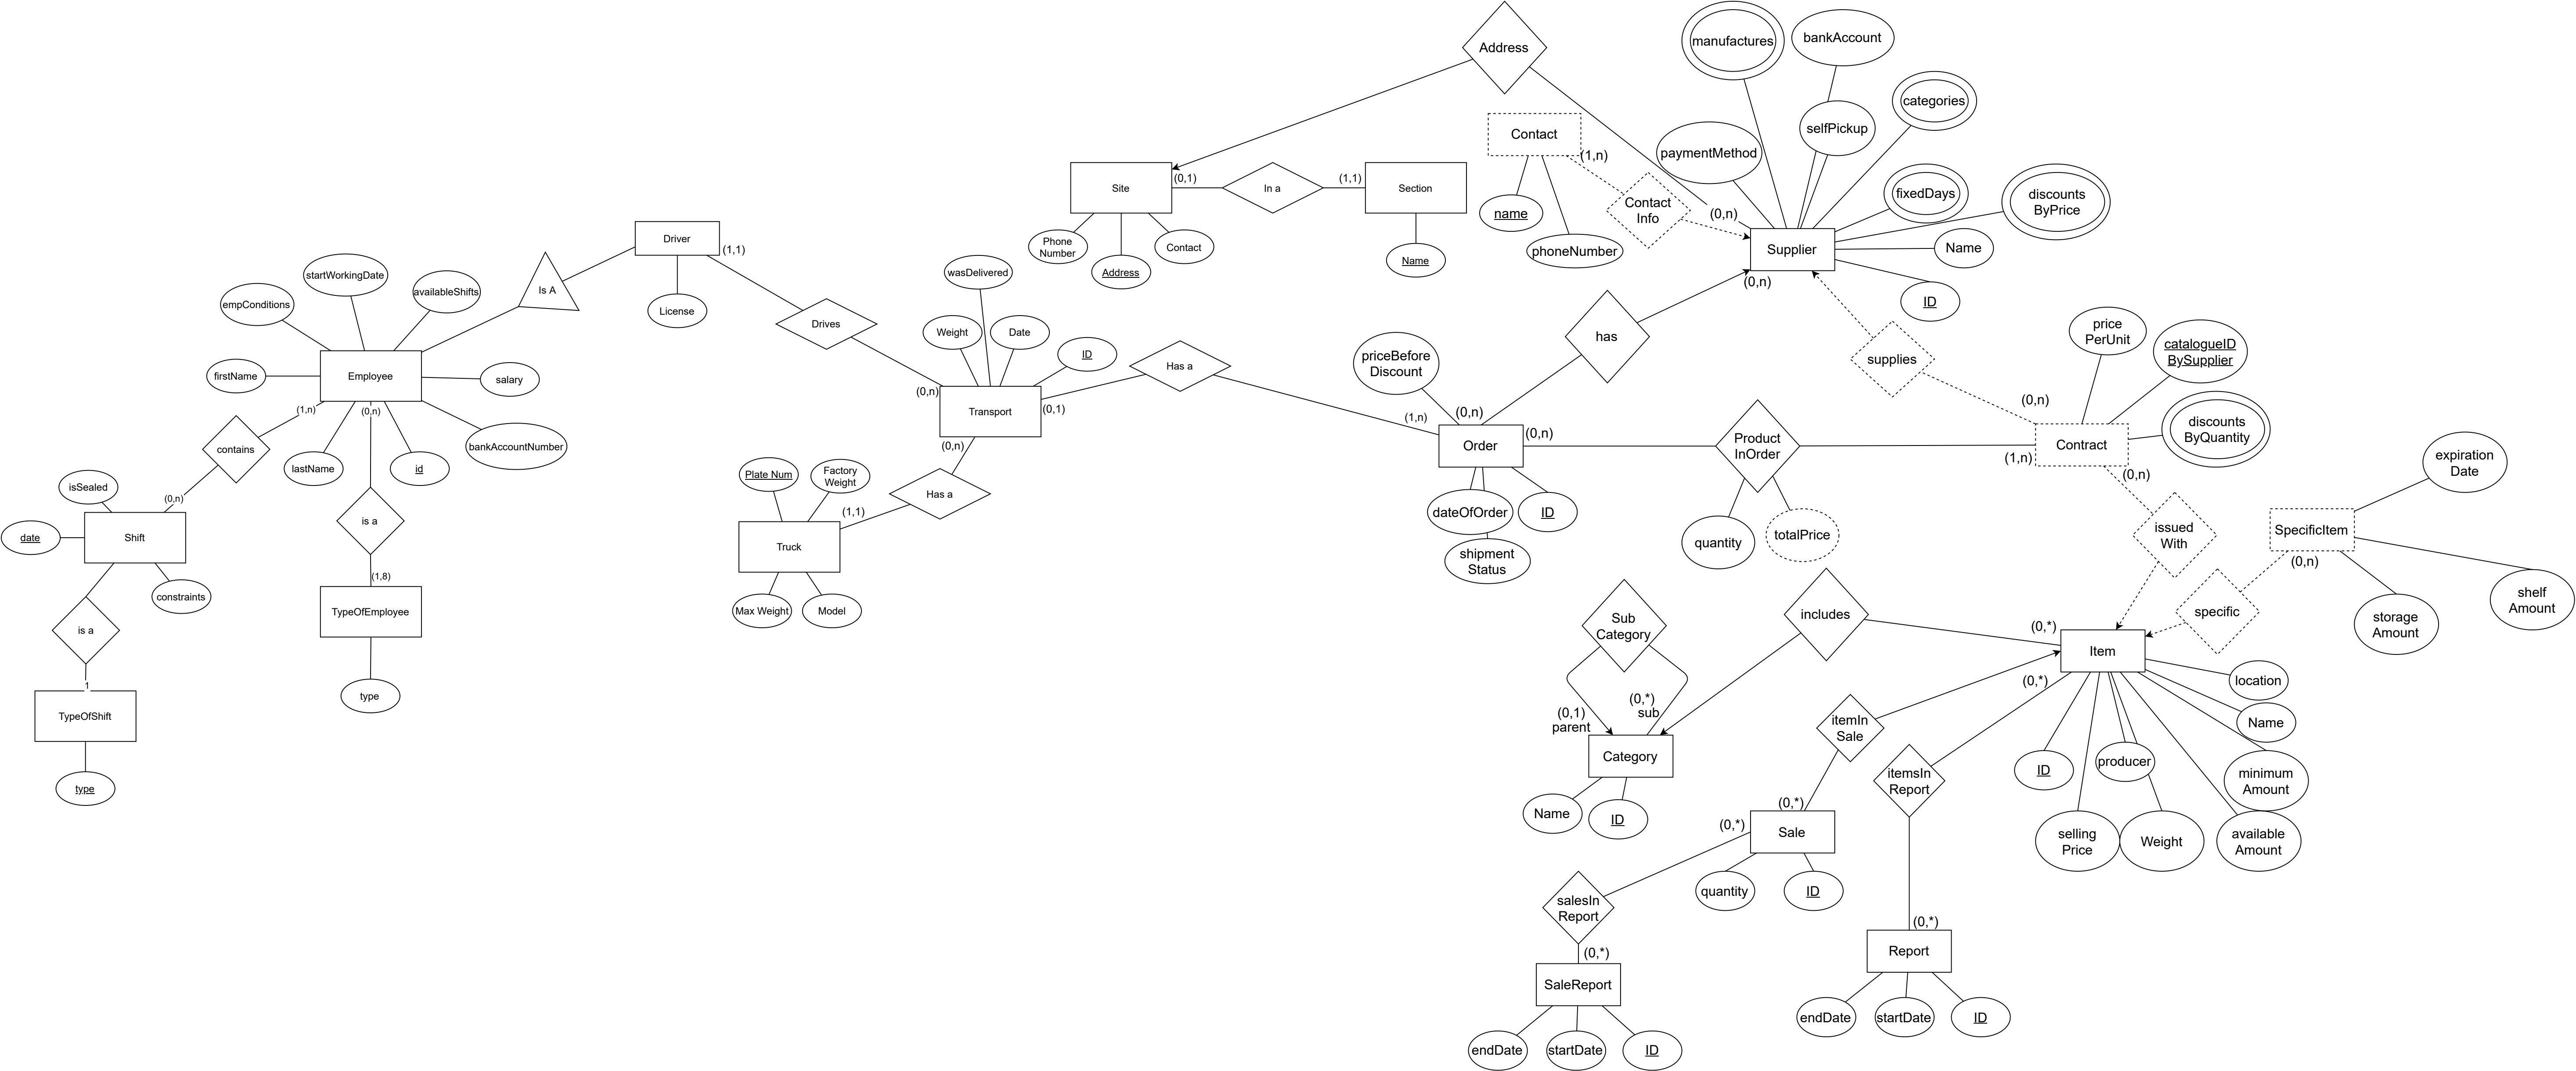 Address
manufactures
bankAccount
categories
selfPickup
paymentMethod
Contact
(1,n)
name
phoneNumber
Contact
Info
(0,n)
fixedDays
discounts
ByPrice
Name
ID
Supplier
(0,n)
Site
(0,1)
In a
(1,1)
Section
Phone
Number
Address
Contact
Name
Driver
(1,1)
License
Is A
startWorkingDate
empConditions
availableShifts
firstName
Employee
salary
(1,n)
(0,n)
contains
lastName
id
bankAccountNumber
isSealed
(0,n)
date
Shift
constraints
is a
1
TypeOfShift
type
is a
(1,8)
TypeOfEmployee
type
Drives
wasDelivered
Weight
Date
ID
(0,n)
Transport
(0,1)
(0,n)
Has a
Has a
Plate Num
Factory
Weight
(1,1)
Truck
Max Weight
Model
has
priceBefore
Discount
(1,n)
(0,n)
Order
(0,n)
dateOfOrder
ID
shipment
Status
Product
InOrder
quantity
totalPrice
supplies
(0,n)
price
PerUnit
catalogueID
BySupplier
discounts
ByQuantity
(1,n)
Contract
(0,n)
issued
With
expiration
Date
SpecificItem
(0,n)
specific
storage
Amount
shelf
Amount
Sub
Category
includes
(0,*)
Item
(0,1)
parent
(0,*)
sub
Category
Name
ID
item​In
Sale
(0,*)
itemsIn
Report
location
Name
minimum
Amount
ID
producer
selling
Price
Weight
available
Amount
(0,*)
(0,*)
Sale
quantity
ID
salesIn
Report
(0,*)
SaleReport
endDate
startDate
ID
(0,*)
Report
endDate
startDate
ID